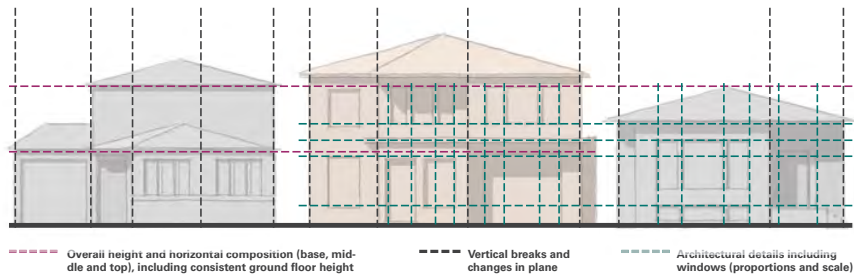 Overall height and horizontal composition (base, mid-
dle and top), including consistent ground floor height
Vertical breaks and
changes in plane
Architectural details including
windows (proportions and scale)